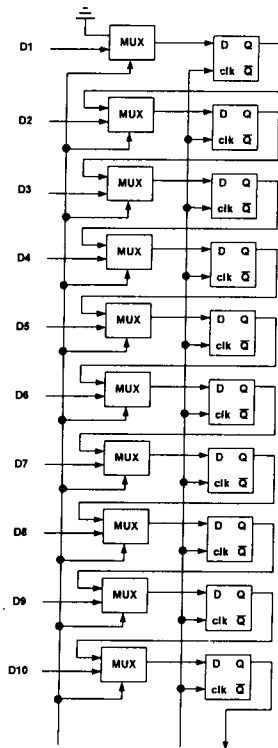 D1 MUX D Q
clk Q̅
D2 MUX D Q
clk Q̅
D3 MUX D Q
clk Q̅
D4 MUX D Q
clk Q̅
D5 MUX D Q
clk Q̅
D6 MUX D Q
clk Q̅
D7 MUX D Q
clk Q̅
D8 MUX D Q
clk Q̅
D9 MUX D Q
clk Q̅
D10 MUX D Q
clk Q̅